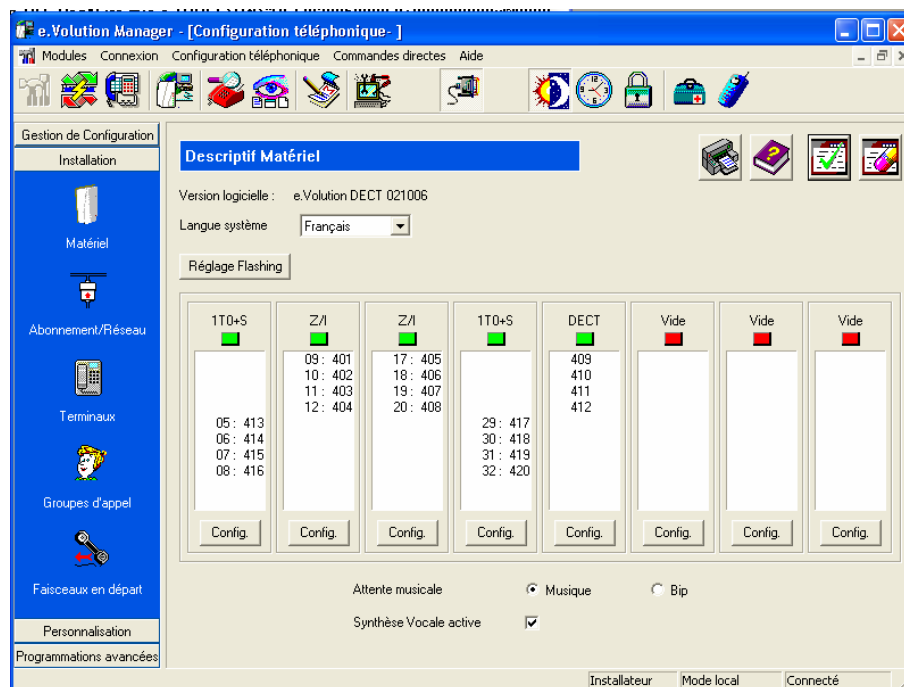 e.Volution Manager - [Configuration téléphonique- ]
Modules Connexion Configuration téléphonique Commandes directes Aide
Gestion de Configuration
Installation
Matériel
Abonnement/Réseau
Terminaux
Groupes d'appel
Faisceaux en départ
Personnalisation
Programmations avancées
Descriptif Matériel
Version logicielle : e.Volution DECT 021006
Langue système Français
Réglage Flashing
1T0+S
05 : 413
06 : 414
07 : 415
08 : 416
Config.
Z/I
09 : 401
10 : 402
11 : 403
12 : 404
Config.
Z/I
17 : 405
18 : 406
19 : 407
20 : 408
Config.
1T0+S
29 : 417
30 : 418
31 : 419
32 : 420
Config.
DECT
409
410
411
412
Config.
Vide
Config.
Vide
Config.
Vide
Config.
Attente musicale Musique Bip
Synthèse Vocale active
Installateur Mode local Connecté